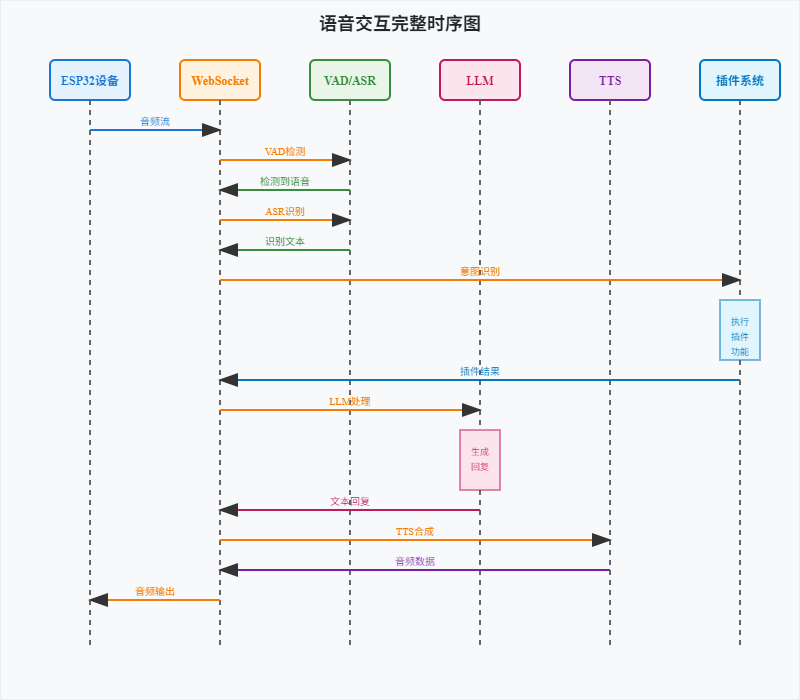 语音交互完整时序图
ESP32设备
WebSocket
VAD/ASR
LLM
TTS
插件系统
音频流
VAD检测
检测到语音
ASR识别
识别文本
意图识别
执行
插件
功能
插件结果
LLM处理
生成
回复
文本回复
TTS合成
音频数据
音频输出